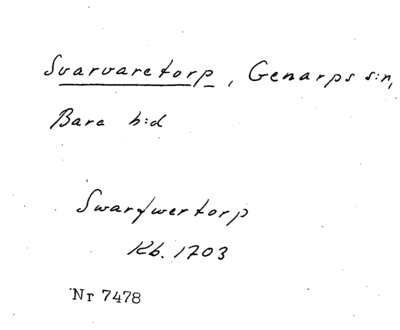 Svarvaretorp, Genarps s:n,
Bara h:d
Swarfwertorp
Kb. 1703
Nr 7478